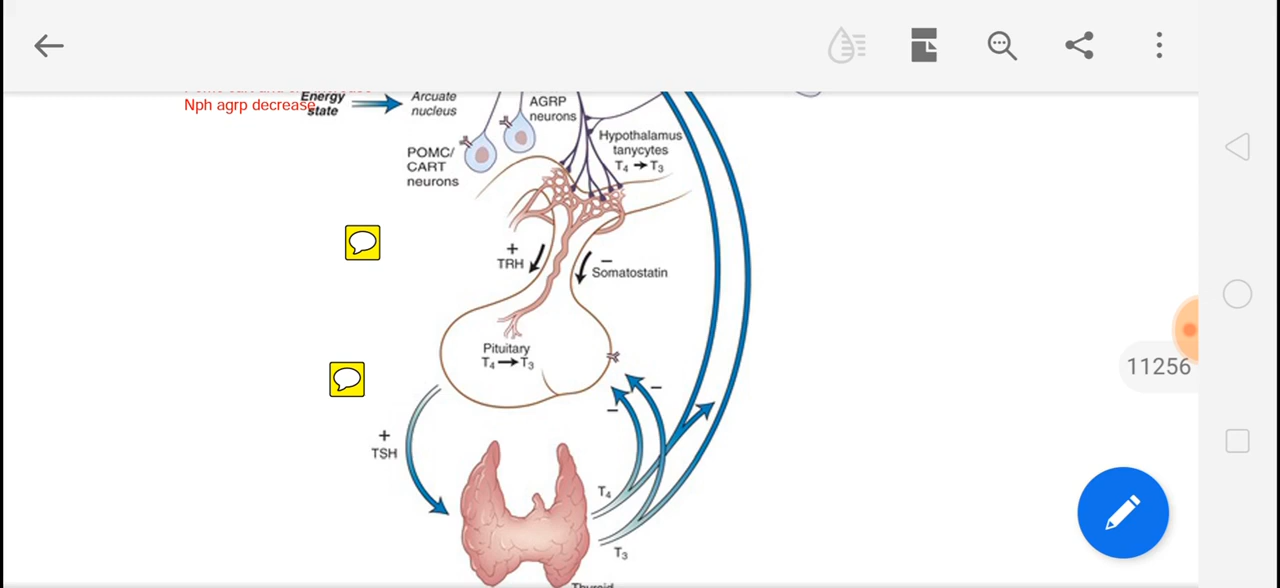 Nph agrp decrease
Energy
state
Arcuate
nucleus
AGRP
neurons
POMC/
CART
neurons
Hypothalamus
tanycytes
T4 → T3
+
TRH
−
Somatostatin
Pituitary
T4 → T3
−
−
+
TSH
T4
T3
Thyroid
11256